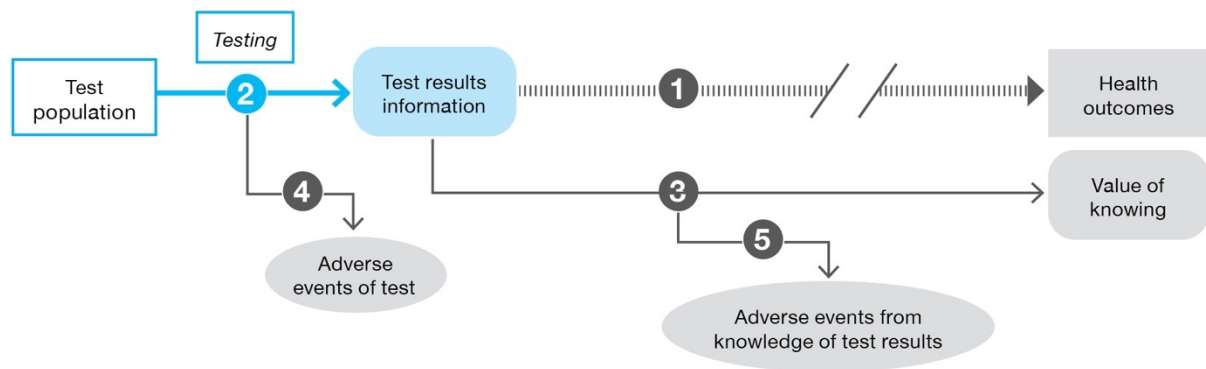 Testing
Test
population
2
Test results
information
1
Health
outcomes
4
3
Value of
knowing
5
Adverse
events of test
Adverse events from
knowledge of test results